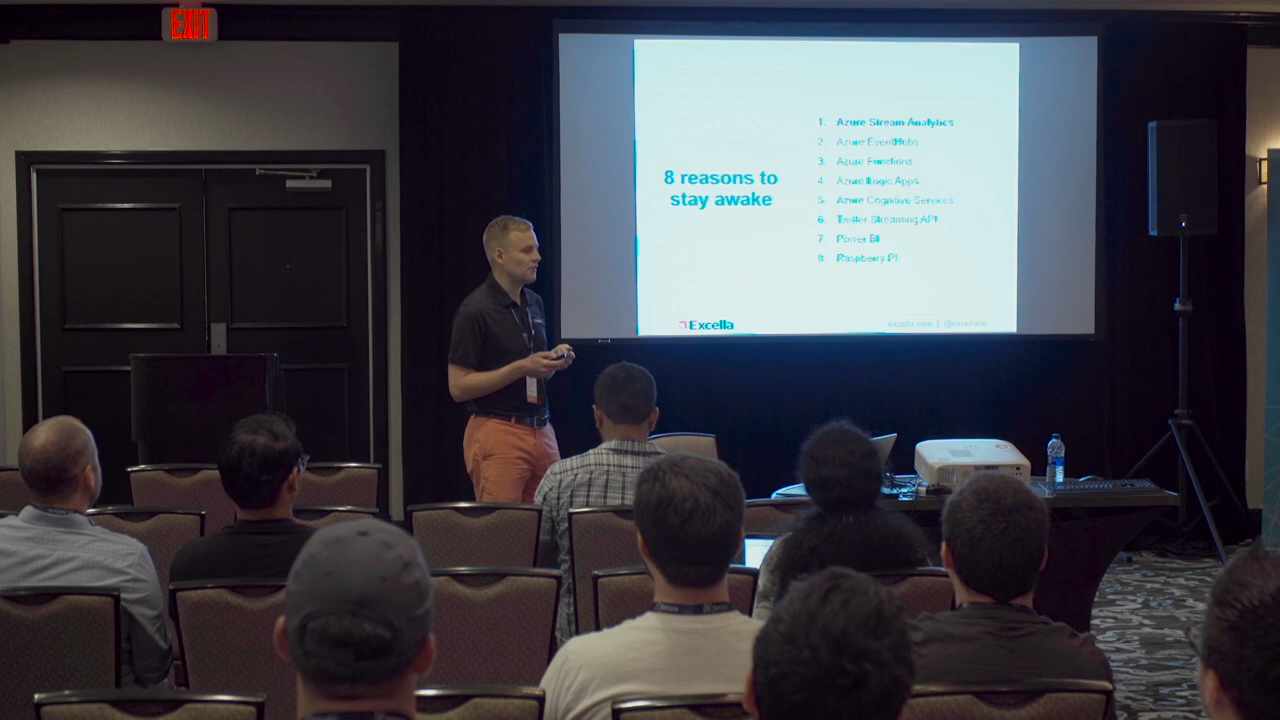 EXIT
8 reasons to
stay awake
1. Azure Stream Analytics
2. Azure EventHubs
3. Azure Functions
4. Azure Logic Apps
5. Azure Cognitive Services
6. Twitter Streaming API
7. Power BI
8. Raspberry PI
Excella
excella.com | @excellaco